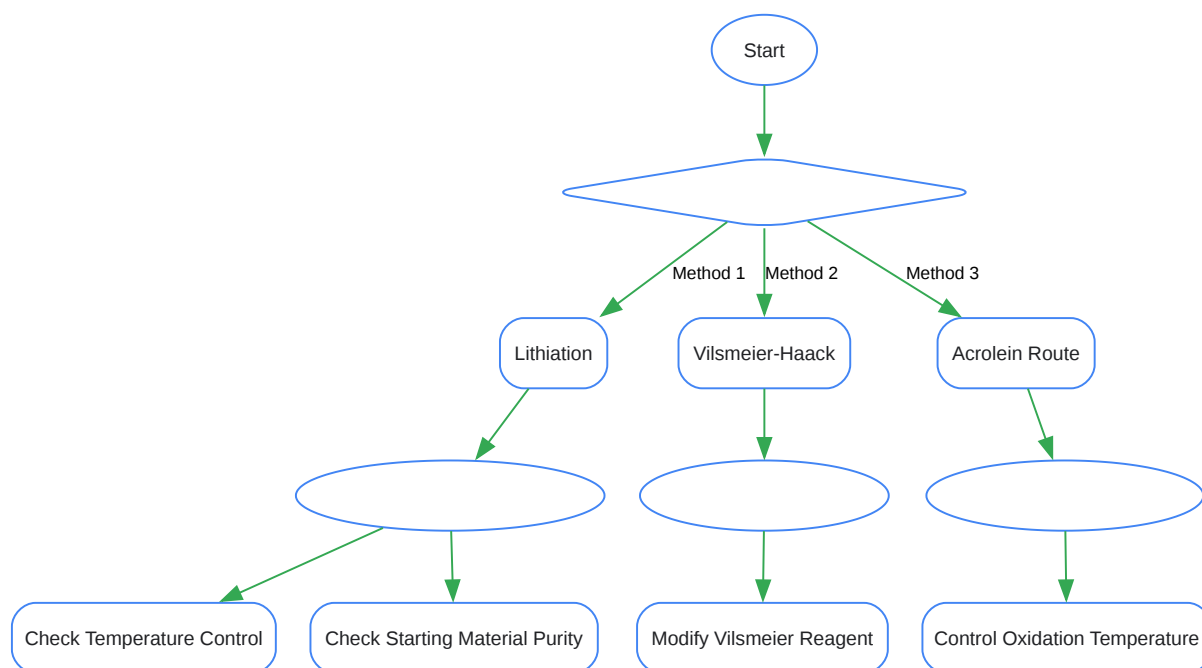 Start
Method 1
Method 2
Method 3
Lithiation
Vilsmeier-Haack
Acrolein Route
Check Temperature Control
Check Starting Material Purity
Modify Vilsmeier Reagent
Control Oxidation Temperature